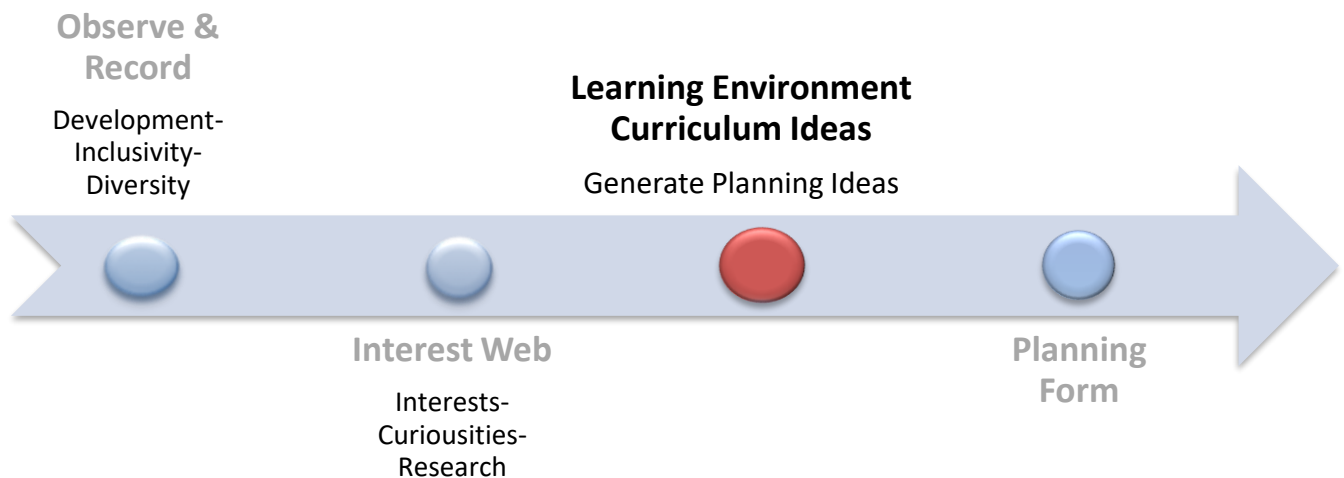 Observe &
Record
Development-
Inclusivity-
Diversity
Learning Environment
Curriculum Ideas
Generate Planning Ideas
Interest Web
Interests-
Curiousities-
Research
Planning
Form